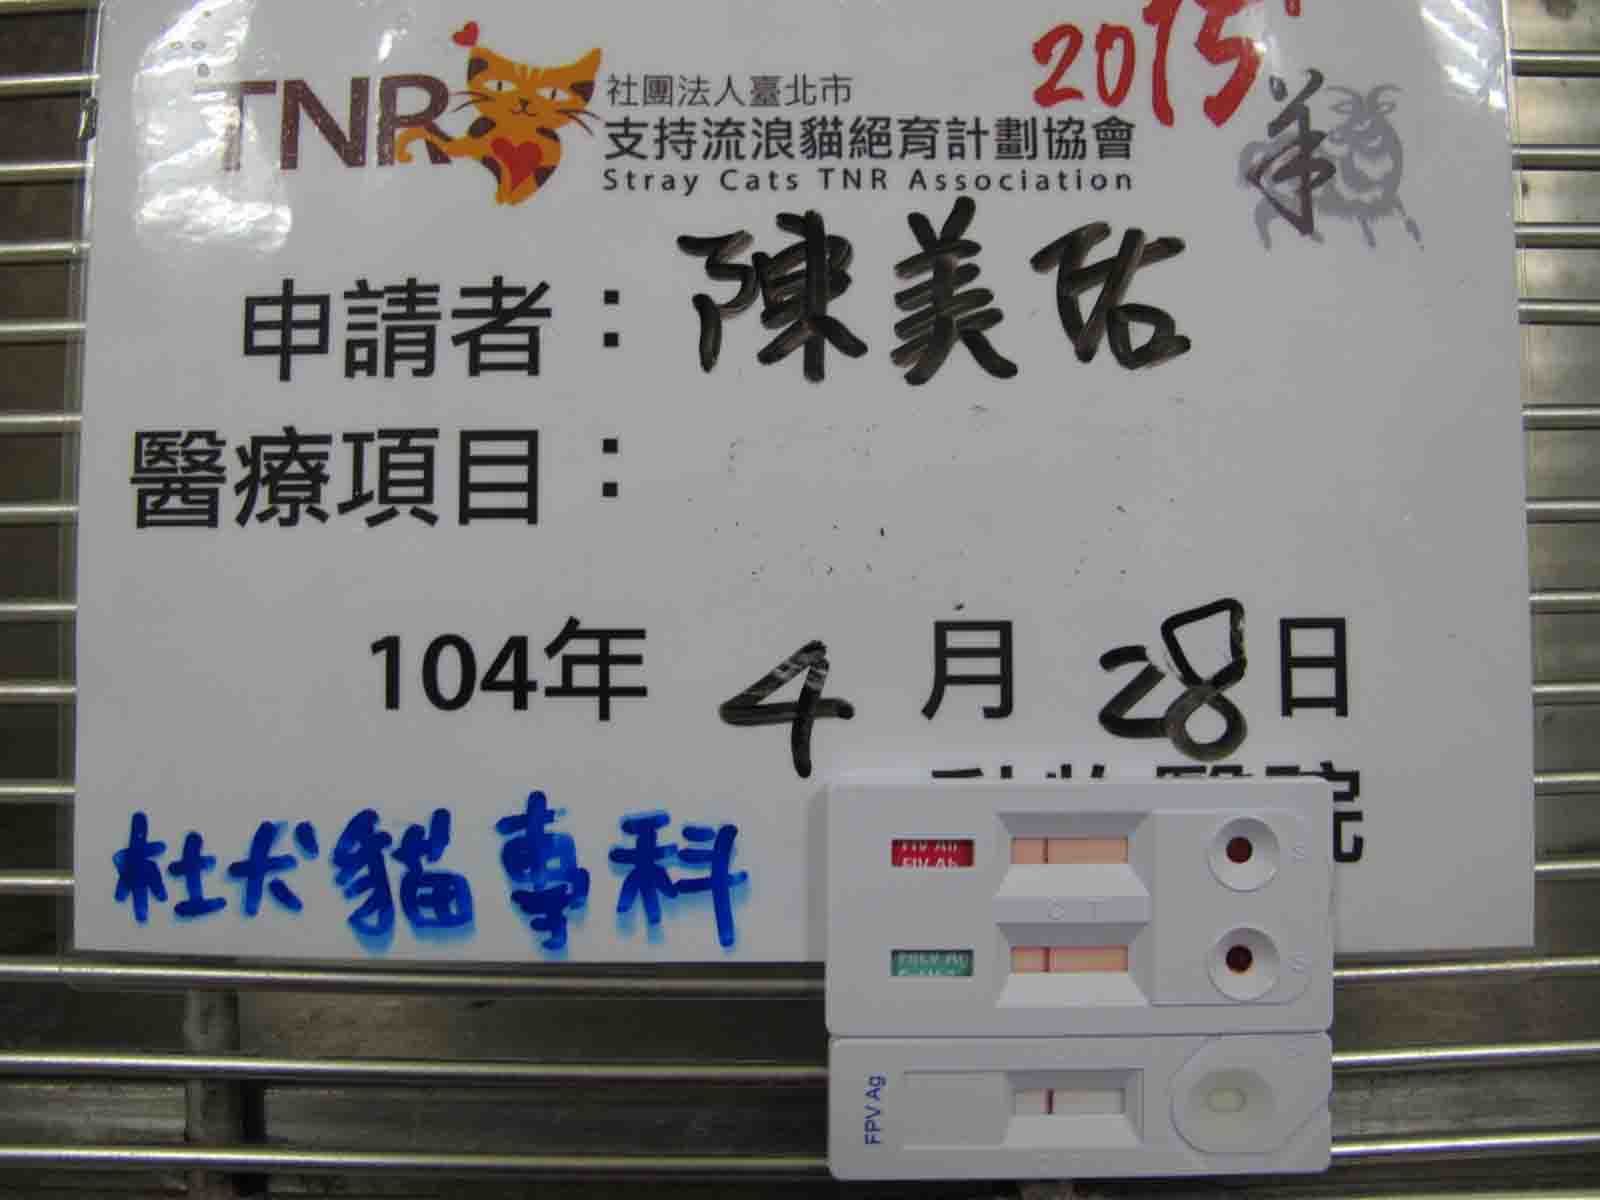 2015
羊
TNR
社團法人臺北市
支持流浪貓絕育計劃協會
Stray Cats TNR Association
申請者：陳美佑
醫療項目：
104年 4 月 28 日
杜犬貓專科
FIV Ab
C T
S
S
FPV Ag